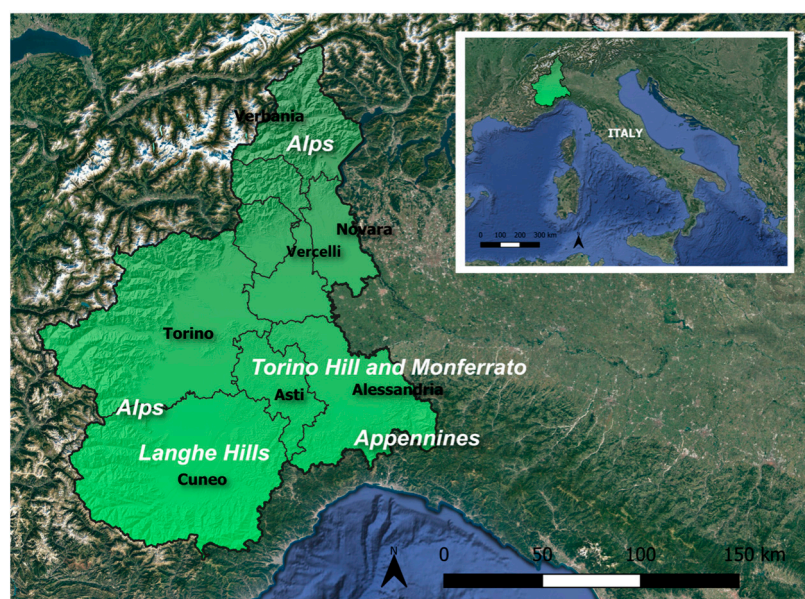 Verbania
Alps
Novara
Vercelli
Torino
Torino Hill and Monferrato
Asti
Alessandria
Alps
Appennines
Langhe Hills
Cuneo
N
0 50 100 150 km
ITALY
0 100 200 300 km